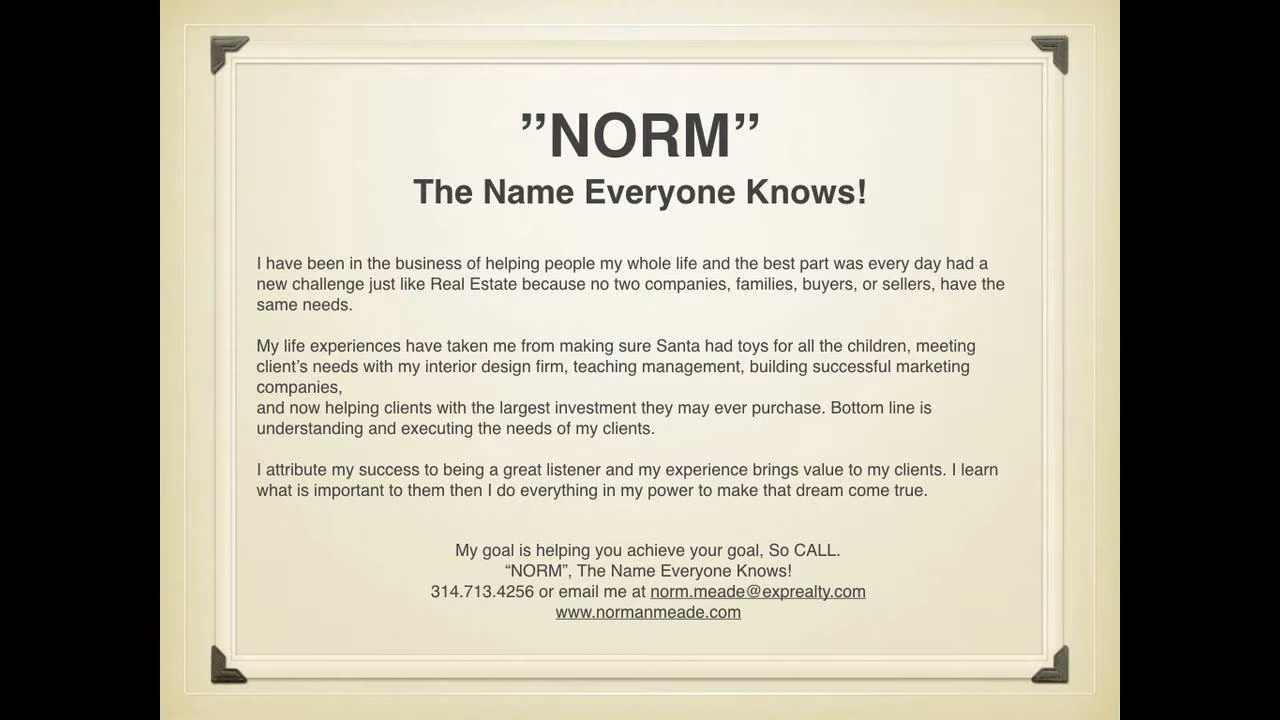 ”NORM”
The Name Everyone Knows!
I have been in the business of helping people my whole life and the best part was every day had a
new challenge just like Real Estate because no two companies, families, buyers, or sellers, have the
same needs.
My life experiences have taken me from making sure Santa had toys for all the children, meeting
client’s needs with my interior design firm, teaching management, building successful marketing
companies,
and now helping clients with the largest investment they may ever purchase. Bottom line is
understanding and executing the needs of my clients.
I attribute my success to being a great listener and my experience brings value to my clients. I learn
what is important to them then I do everything in my power to make that dream come true.
My goal is helping you achieve your goal, So CALL.
“NORM”, The Name Everyone Knows!
314.713.4256 or email me at norm.meade@exprealty.com
www.normanmeade.com